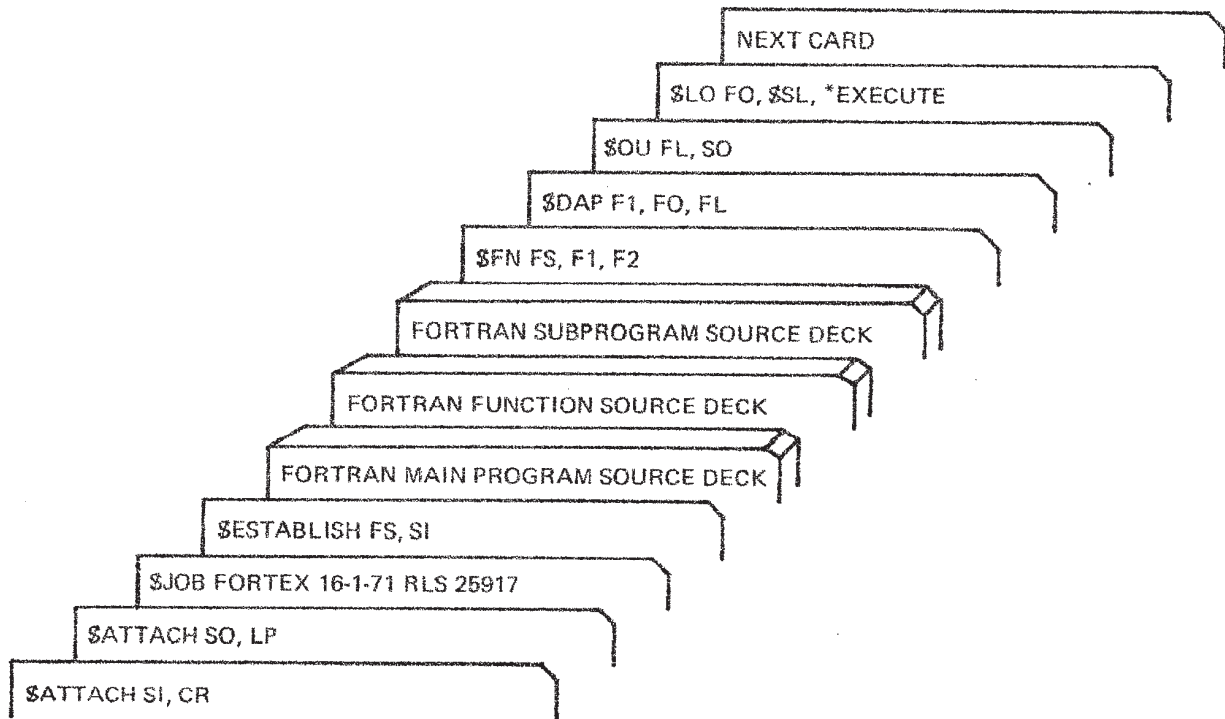 NEXT CARD
$LO FO, $SL, *EXECUTE
$OU FL, SO
$DAP F1, FO, FL
$FN FS, F1, F2
FORTRAN SUBPROGRAM SOURCE DECK
FORTRAN FUNCTION SOURCE DECK
FORTRAN MAIN PROGRAM SOURCE DECK
$ESTABLISH FS, SI
$JOB FORTEX 16-1-71 RLS 25917
$ATTACH SO, LP
$ATTACH SI, CR